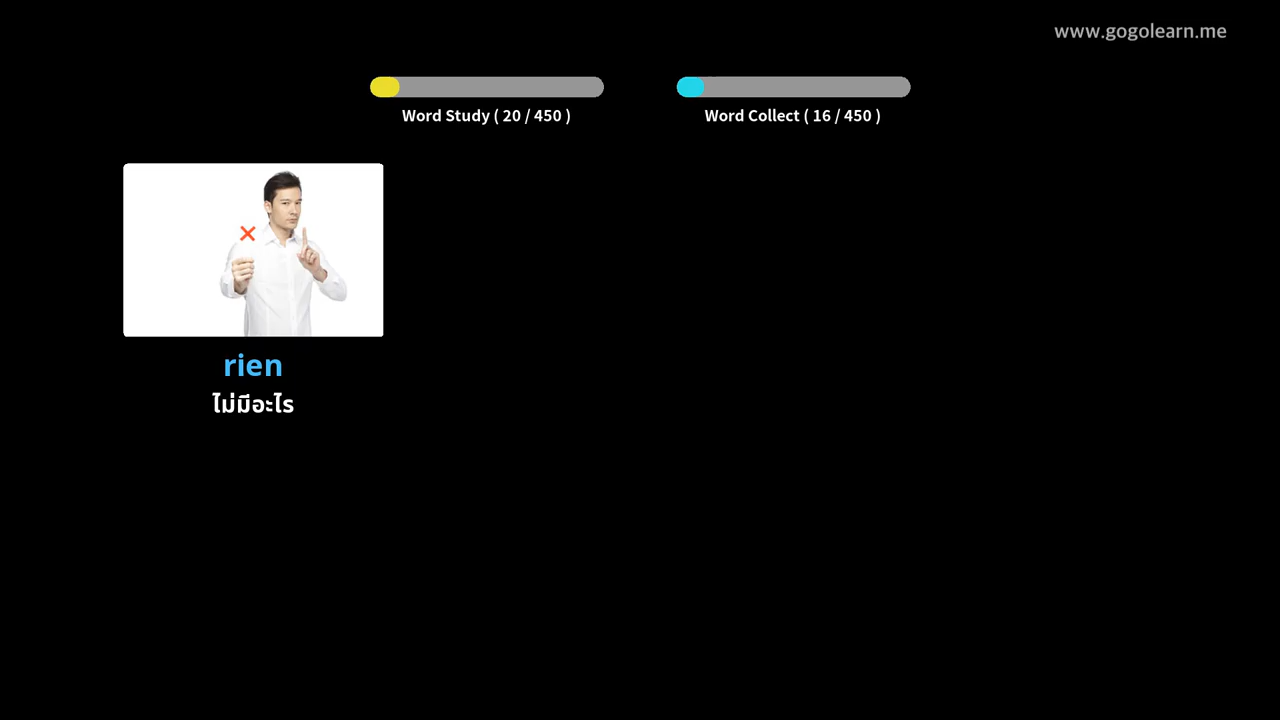 www.gogolearn.me
Word Study ( 20 / 450 )
Word Collect ( 16 / 450 )
rien
ไม่มีอะไร